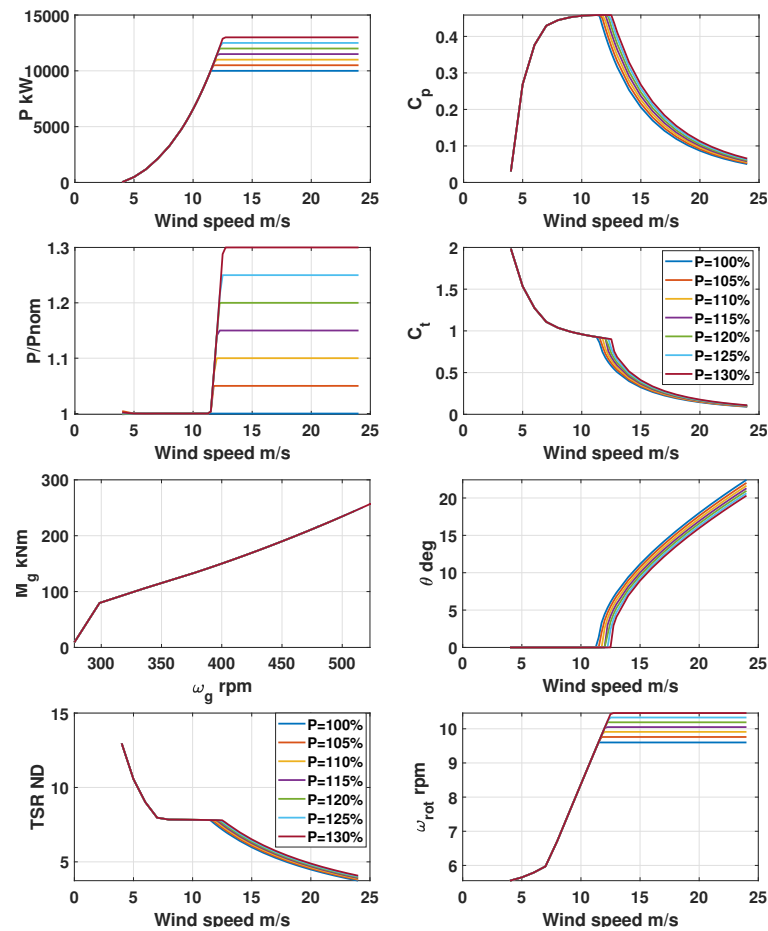 15000
10000
5000
0
P kW
0 5 10 15 20 25
Wind speed m/s
0.4
0.3
0.2
0.1
0
C_p
0 5 10 15 20 25
Wind speed m/s
1.3
1.2
1.1
1
P/Pnom
0 5 10 15 20 25
Wind speed m/s
2
1.5
1
0.5
0
C_t
P=100%
P=105%
P=110%
P=115%
P=120%
P=125%
P=130%
0 5 10 15 20 25
Wind speed m/s
300
200
100
0
M_g kNm
300 350 400 450 500
ω_g rpm
20
15
10
5
0
θ deg
0 5 10 15 20 25
Wind speed m/s
15
10
5
TSR ND
P=100%
P=105%
P=110%
P=115%
P=120%
P=125%
P=130%
0 5 10 15 20 25
Wind speed m/s
10
9
8
7
6
ω_rot rpm
0 5 10 15 20 25
Wind speed m/s